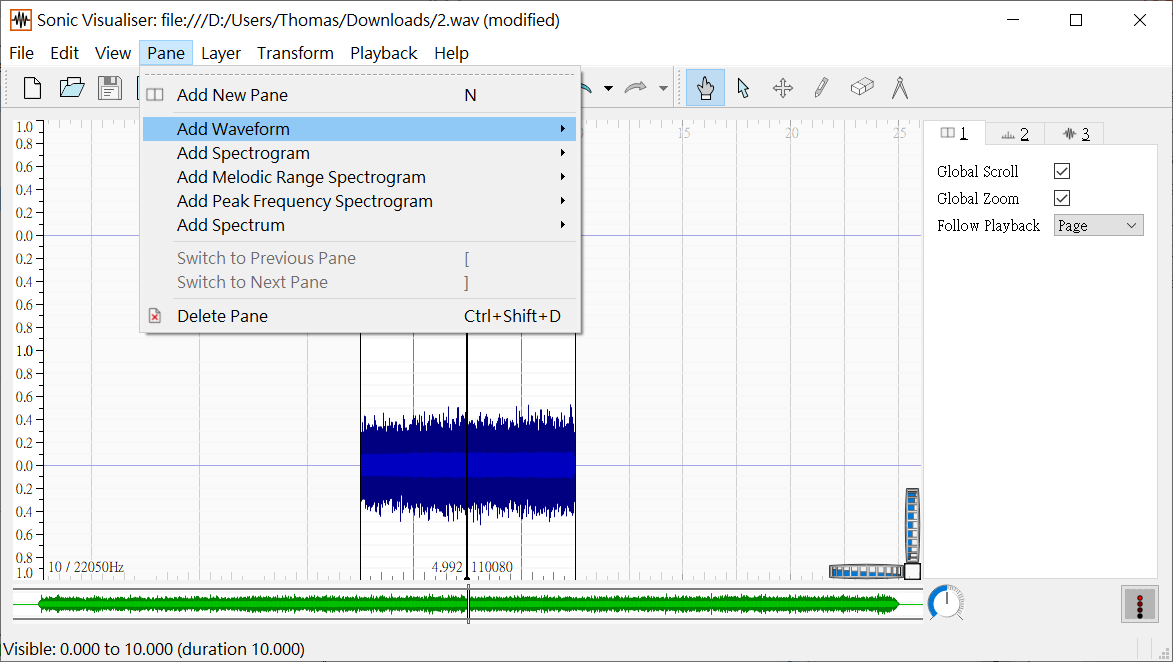 Sonic Visualiser: file:///D:/Users/Thomas/Downloads/2.wav (modified)
File Edit View Pane Layer Transform Playback Help
Add New Pane N
Add Waveform
Add Spectrogram
Add Melodic Range Spectrogram
Add Peak Frequency Spectrogram
Add Spectrum
Switch to Previous Pane [
Switch to Next Pane ]
Delete Pane Ctrl+Shift+D
1.0
0.8
0.6
0.4
0.2
0.0
0.2
0.4
0.6
0.8
1.0
0.8
0.6
0.4
0.2
0.0
0.2
0.4
0.6
0.8
1.0
15 20 25
10 / 22050Hz 4.992 110080
1 2 3
Global Scroll
Global Zoom
Follow Playback Page
Visible: 0.000 to 10.000 (duration 10.000)